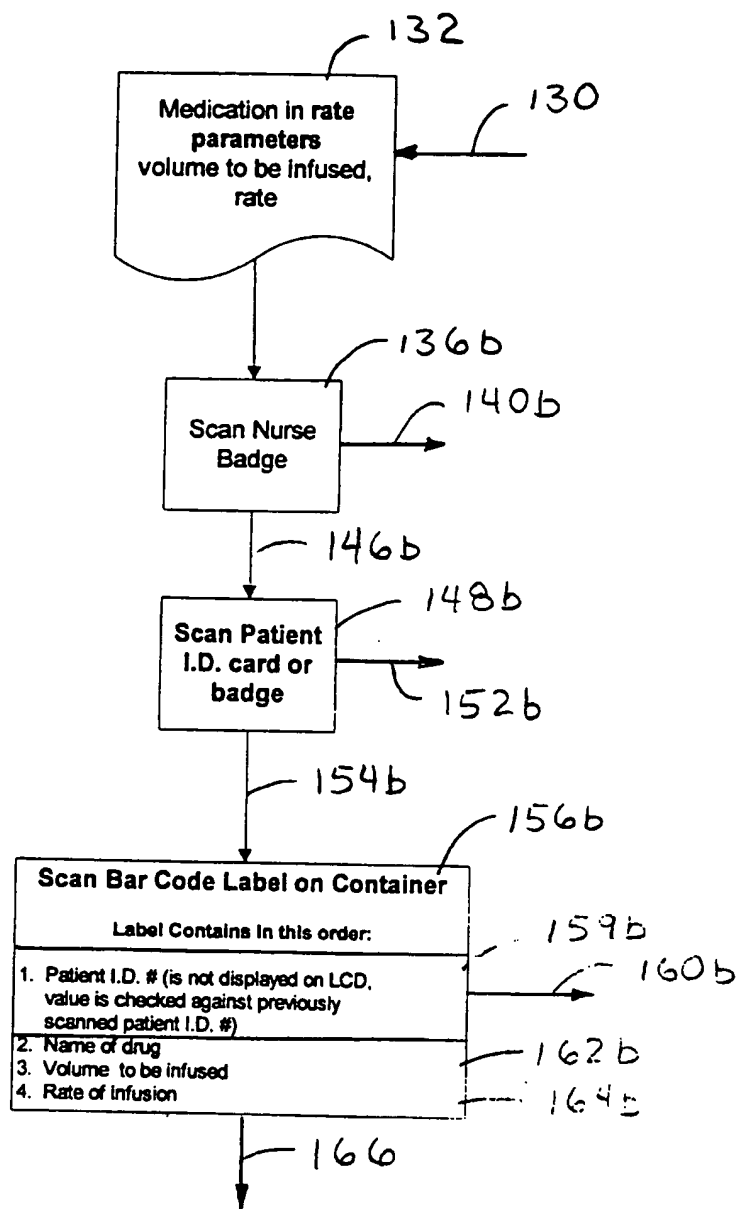 132
Medication in rate
parameters
volume to be infused,
rate
130
136b
Scan Nurse
Badge
140b
146b
148b
Scan Patient
I.D. card or
badge
152b
154b
156b
Scan Bar Code Label on Container
Label Contains in this order:
159b
1. Patient I.D. # (is not displayed on LCD,
value is checked against previously
scanned patient I.D. #)
160b
2. Name of drug
3. Volume to be infused
162b
4. Rate of Infusion
164b
166